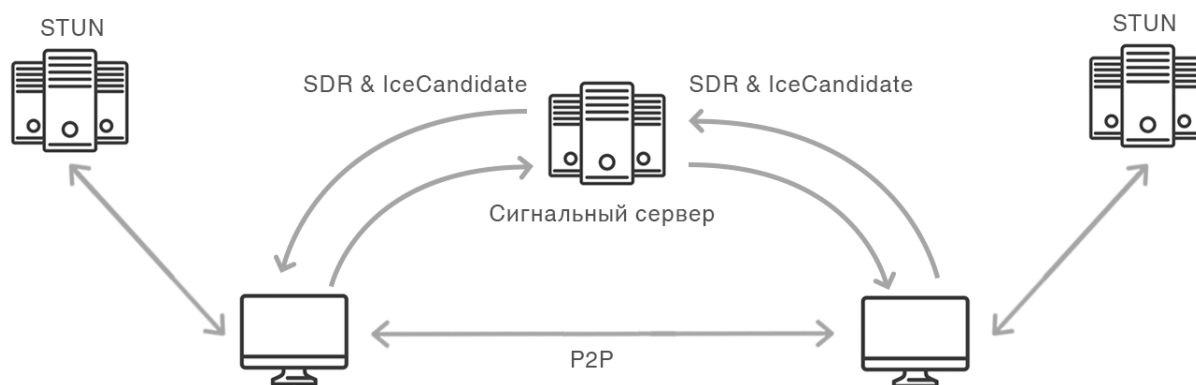 STUN
STUN
SDR & IceCandidate
SDR & IceCandidate
Сигнальный сервер
P2P